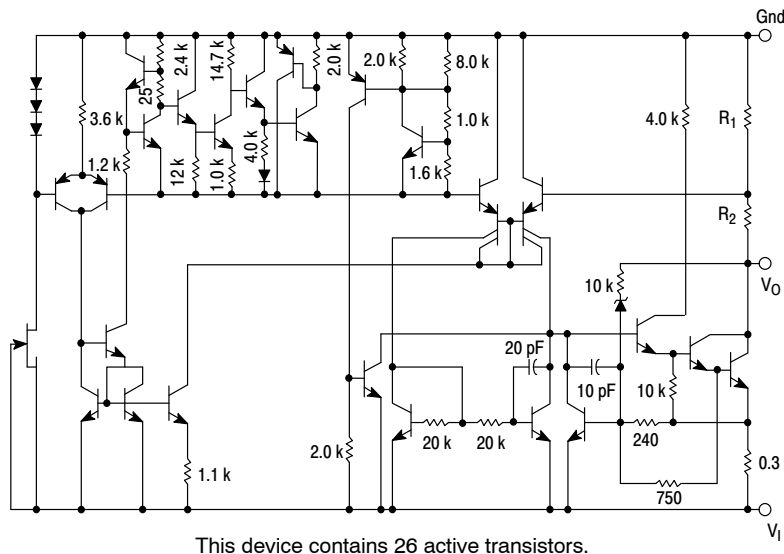 Gnd
2.4 k
14.7 k
2.0 k
2.0 k
8.0 k
25
3.6 k
1.0 k
4.0 k
R1
1.2 k
12 k
1.0 k
4.0 k
1.6 k
R2
10 k
VO
20 pF
10 pF
10 k
20 k
20 k
240
2.0 k
0.3
1.1 k
750
VI
This device contains 26 active transistors.